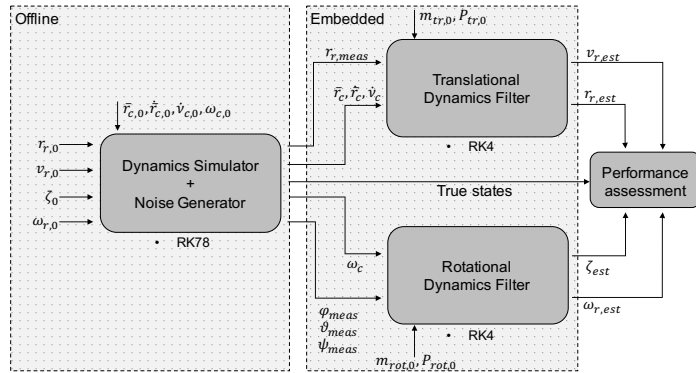 Offline
Embedded
m_{tr,0}, P_{tr,0}
r_{r,meas}
v_{r,est}
r̄_{c,0}, ṙ̄_{c,0}, ν̇_{c,0}, ω_{c,0}
r̄_c, ṙ̄_c, ν̇_c
Translational
Dynamics Filter
r_{r,est}
• RK4
r_{r,0}
v_{r,0}
ζ_0
ω_{r,0}
Dynamics Simulator
+
Noise Generator
• RK78
True states
Performance
assessment
ω_c
Rotational
Dynamics Filter
ζ_{est}
φ_{meas}
ϑ_{meas}
ψ_{meas}
ω_{r,est}
• RK4
m_{rot,0}, P_{rot,0}